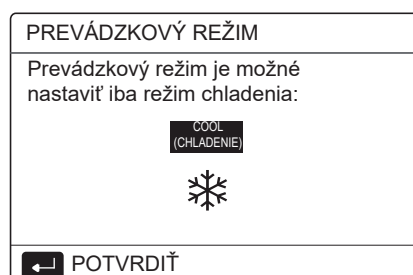 PREVÁDZKOVÝ REŽIM
Prevádzkový režim je možné
nastaviť iba režim chladenia:
COOL
(CHLADENIE)
POTVRDIŤ